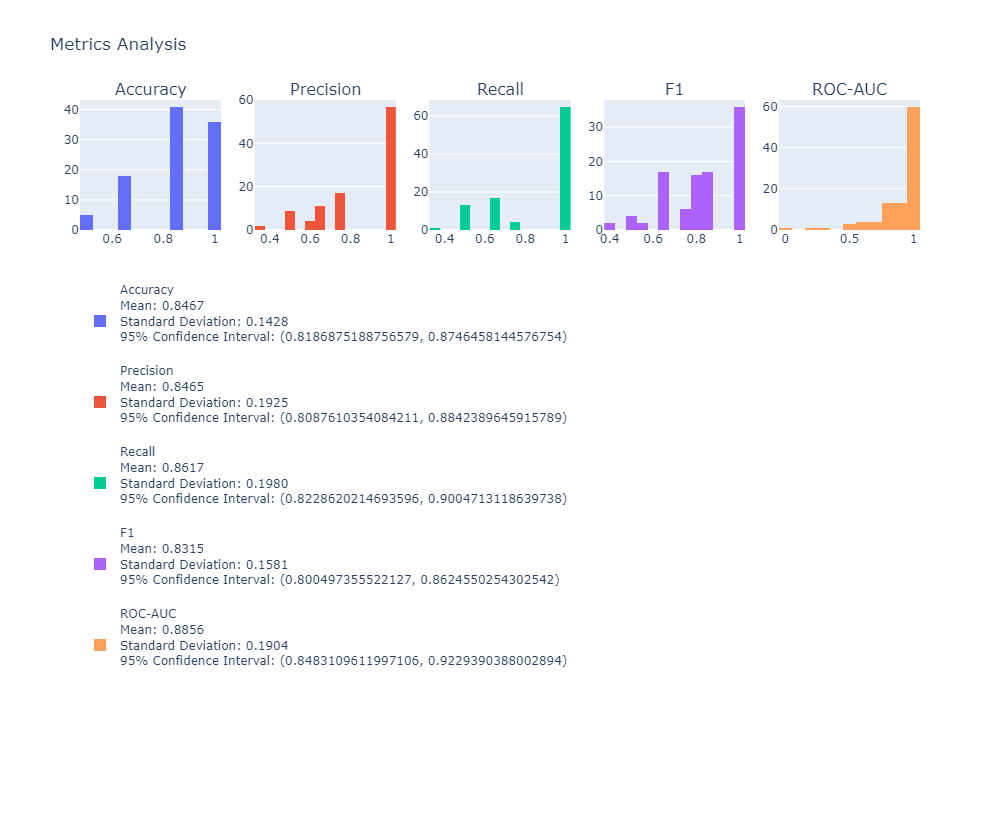 Metrics Analysis
Accuracy Precision Recall F1 ROC-AUC
40
30
20
10
0
0.6 0.8 1
60
40
20
0
0.4 0.6 0.8 1
60
40
20
0
0.4 0.6 0.8 1
30
20
10
0
0.4 0.6 0.8 1
60
40
20
0
0 0.5 1
Accuracy
Mean: 0.8467
Standard Deviation: 0.1428
95% Confidence Interval: (0.8186875188756579, 0.8746458144576754)
Precision
Mean: 0.8465
Standard Deviation: 0.1925
95% Confidence Interval: (0.8087610354084211, 0.8842389645915789)
Recall
Mean: 0.8617
Standard Deviation: 0.1980
95% Confidence Interval: (0.8228620214693596, 0.9004713118639738)
F1
Mean: 0.8315
Standard Deviation: 0.1581
95% Confidence Interval: (0.800497355522127, 0.8624550254302542)
ROC-AUC
Mean: 0.8856
Standard Deviation: 0.1904
95% Confidence Interval: (0.8483109611997106, 0.9229390388002894)